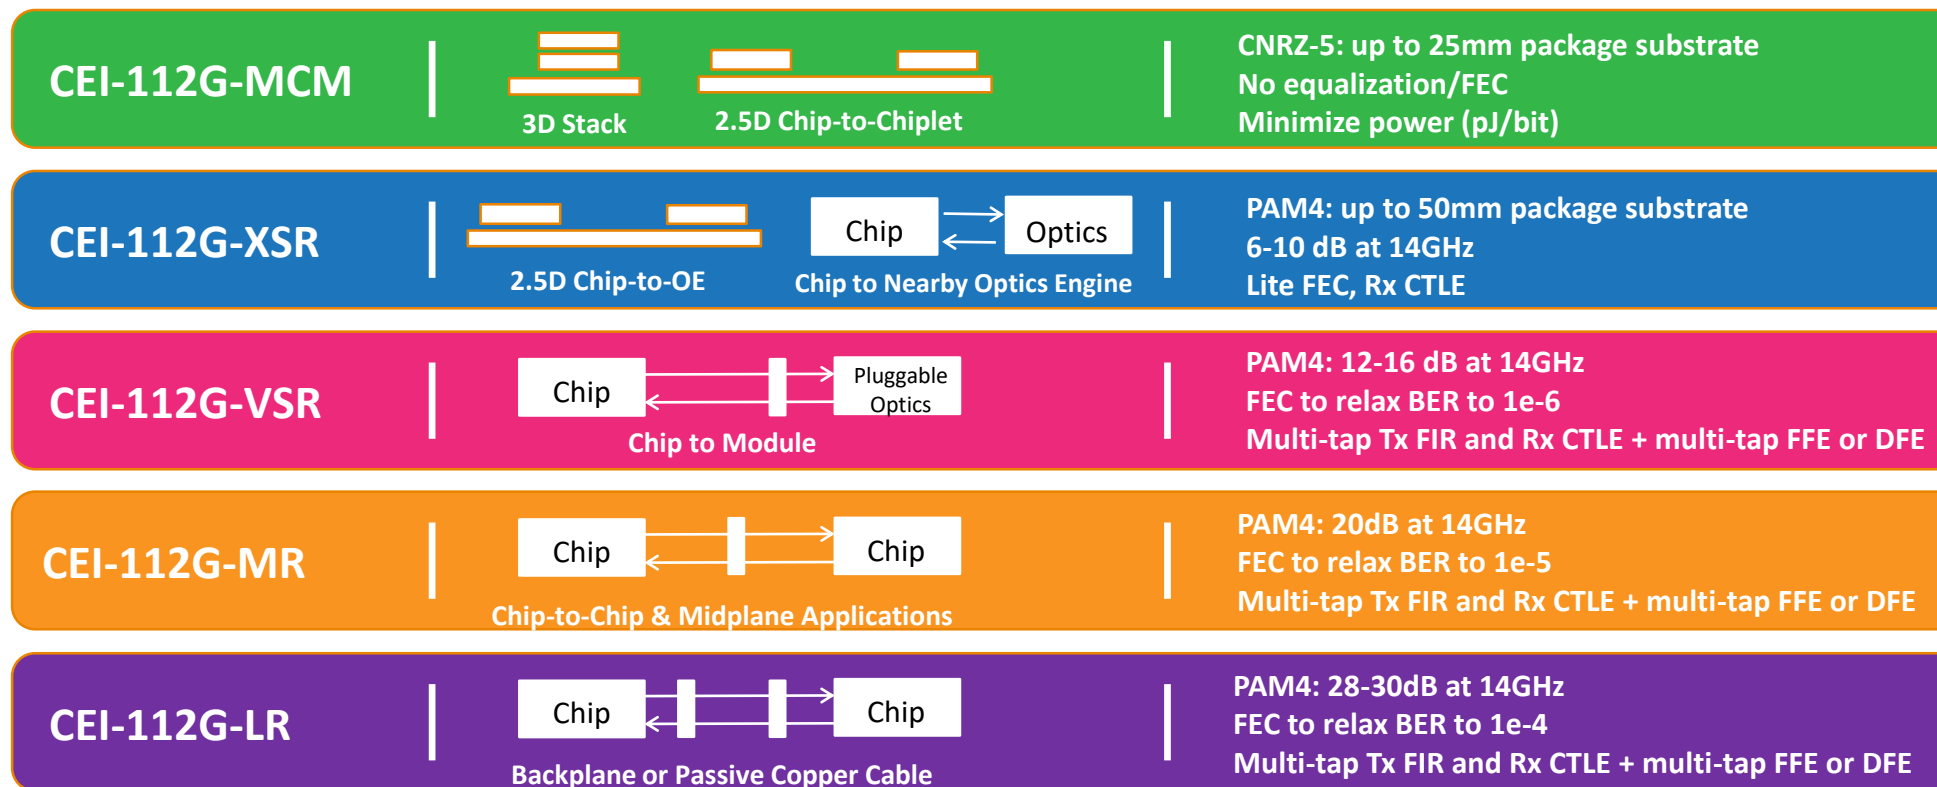 CEI-112G-MCM
3D Stack
2.5D Chip-to-Chiplet
CNRZ-5: up to 25mm package substrate
No equalization/FEC
Minimize power (pJ/bit)
CEI-112G-XSR
2.5D Chip-to-OE
Chip
Optics
Chip to Nearby Optics Engine
PAM4: up to 50mm package substrate
6-10 dB at 14GHz
Lite FEC, Rx CTLE
CEI-112G-VSR
Chip
Pluggable
Optics
Chip to Module
PAM4: 12-16 dB at 14GHz
FEC to relax BER to 1e-6
Multi-tap Tx FIR and Rx CTLE + multi-tap FFE or DFE
CEI-112G-MR
Chip
Chip
Chip-to-Chip & Midplane Applications
PAM4: 20dB at 14GHz
FEC to relax BER to 1e-5
Multi-tap Tx FIR and Rx CTLE + multi-tap FFE or DFE
CEI-112G-LR
Chip
Chip
Backplane or Passive Copper Cable
PAM4: 28-30dB at 14GHz
FEC to relax BER to 1e-4
Multi-tap Tx FIR and Rx CTLE + multi-tap FFE or DFE